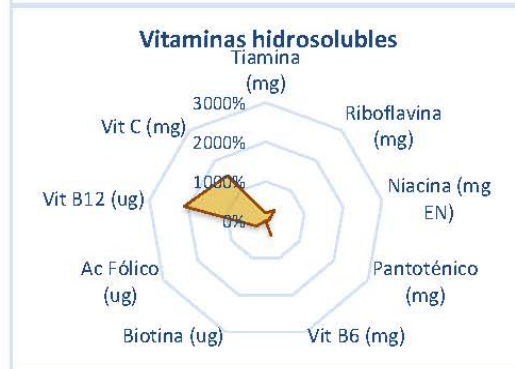 Vitaminas hidrosolubles
Tiamina
(mg)
3000%
2000%
1000%
0%
Riboflavina
(mg)
Niacina (mg
EN)
Pantoténico
(mg)
Vit B6 (mg)
Biotina (ug)
Ac Fólico
(ug)
Vit B12 (ug)
Vit C (mg)